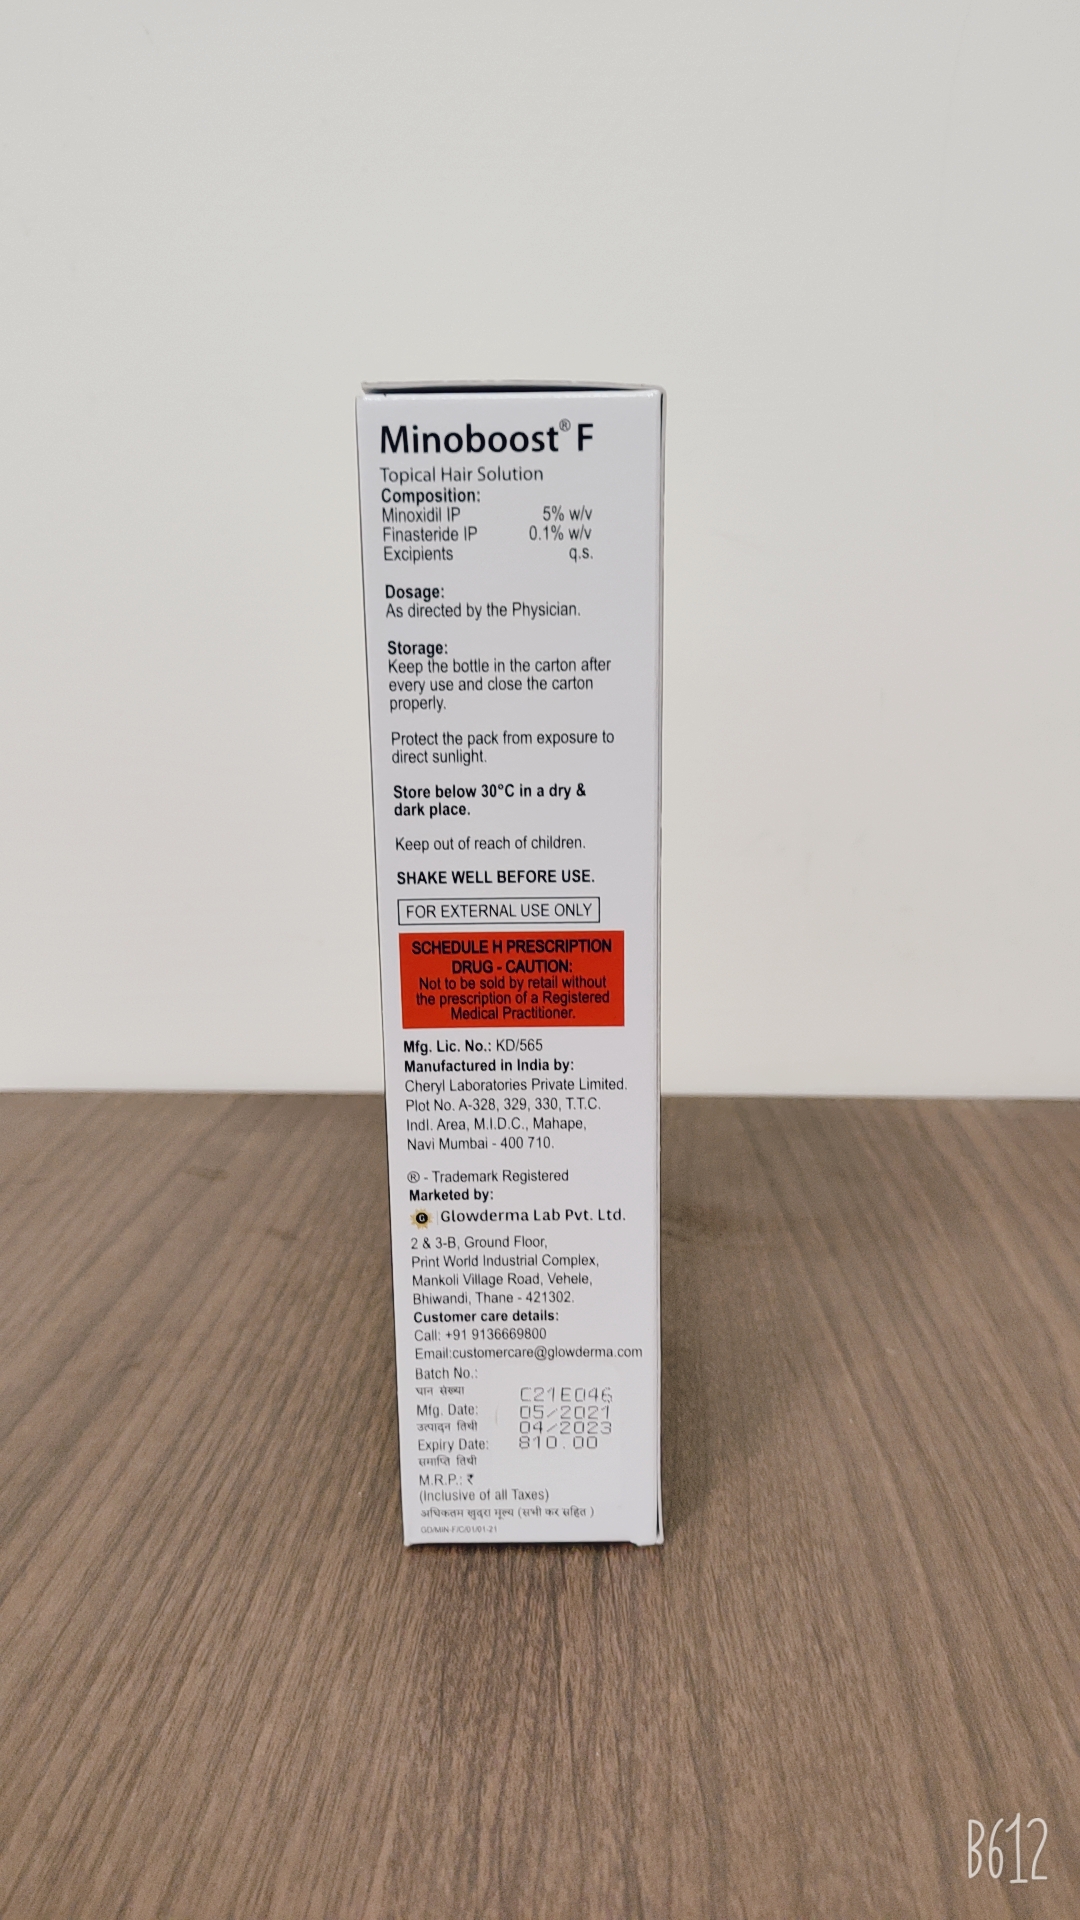 Minoboost® F
Topical Hair Solution
Composition:
Minoxidil IP 5% w/v
Finasteride IP 0.1% w/v
Excipients q.s.
Dosage:
As directed by the Physician.
Storage:
Keep the bottle in the carton after
every use and close the carton
properly.
Protect the pack from exposure to
direct sunlight.
Store below 30°C in a dry &
dark place.
Keep out of reach of children.
SHAKE WELL BEFORE USE.
FOR EXTERNAL USE ONLY
SCHEDULE H PRESCRIPTION
DRUG - CAUTION:
Not to be sold by retail without
the prescription of a Registered
Medical Practitioner.
Mfg. Lic. No.: KD/565
Manufactured in India by:
Cheryl Laboratories Private Limited.
Plot No. A-328, 329, 330, T.T.C.
Indl. Area, M.I.D.C., Mahape,
Navi Mumbai - 400 710.
® - Trademark Registered
Marketed by:
G Glowderma Lab Pvt. Ltd.
2 & 3-B, Ground Floor,
Print World Industrial Complex,
Mankoli Village Road, Vehele,
Bhiwandi, Thane - 421302.
Customer care details:
Call: +91 9136669800
Email:customercare@glowderma.com
Batch No.:
घान संख्या C21E046
Mfg. Date: 05/2021
उत्पादन तिथी 04/2023
Expiry Date: 810.00
समाप्ति तिथी
M.R.P.: ₹
(Inclusive of all Taxes)
अधिकतम खुदरा मूल्य (सभी कर सहित )
GD/MIN-F/C/01/01-21
B612